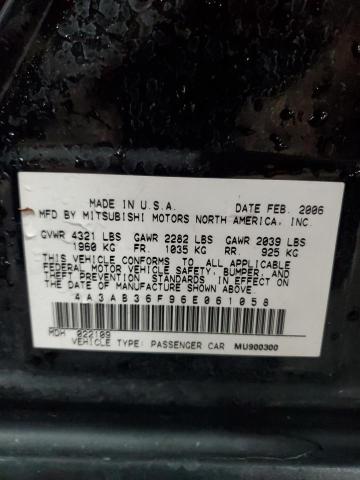 MADE IN U.S.A. DATE FEB. 2006
MFD BY MITSUBISHI MOTORS NORTH AMERICA, INC.
GVWR 4321 LBS GAWR 2282 LBS GAWR 2039 LBS
1960 KG FR. 1035 KG RR. 925 KG
THIS VEHICLE CONFORMS TO ALL APPLICABLE
FEDERAL MOTOR VEHICLE SAFETY, BUMPER, AND
THEFT PREVENTION STANDARDS IN EFFECT ON
THE DATE OF MANUFACTURE SHOWN ABOVE.
4A3AB36F96E061058
MDH 022109
VEHICLE TYPE: PASSENGER CAR MU900300